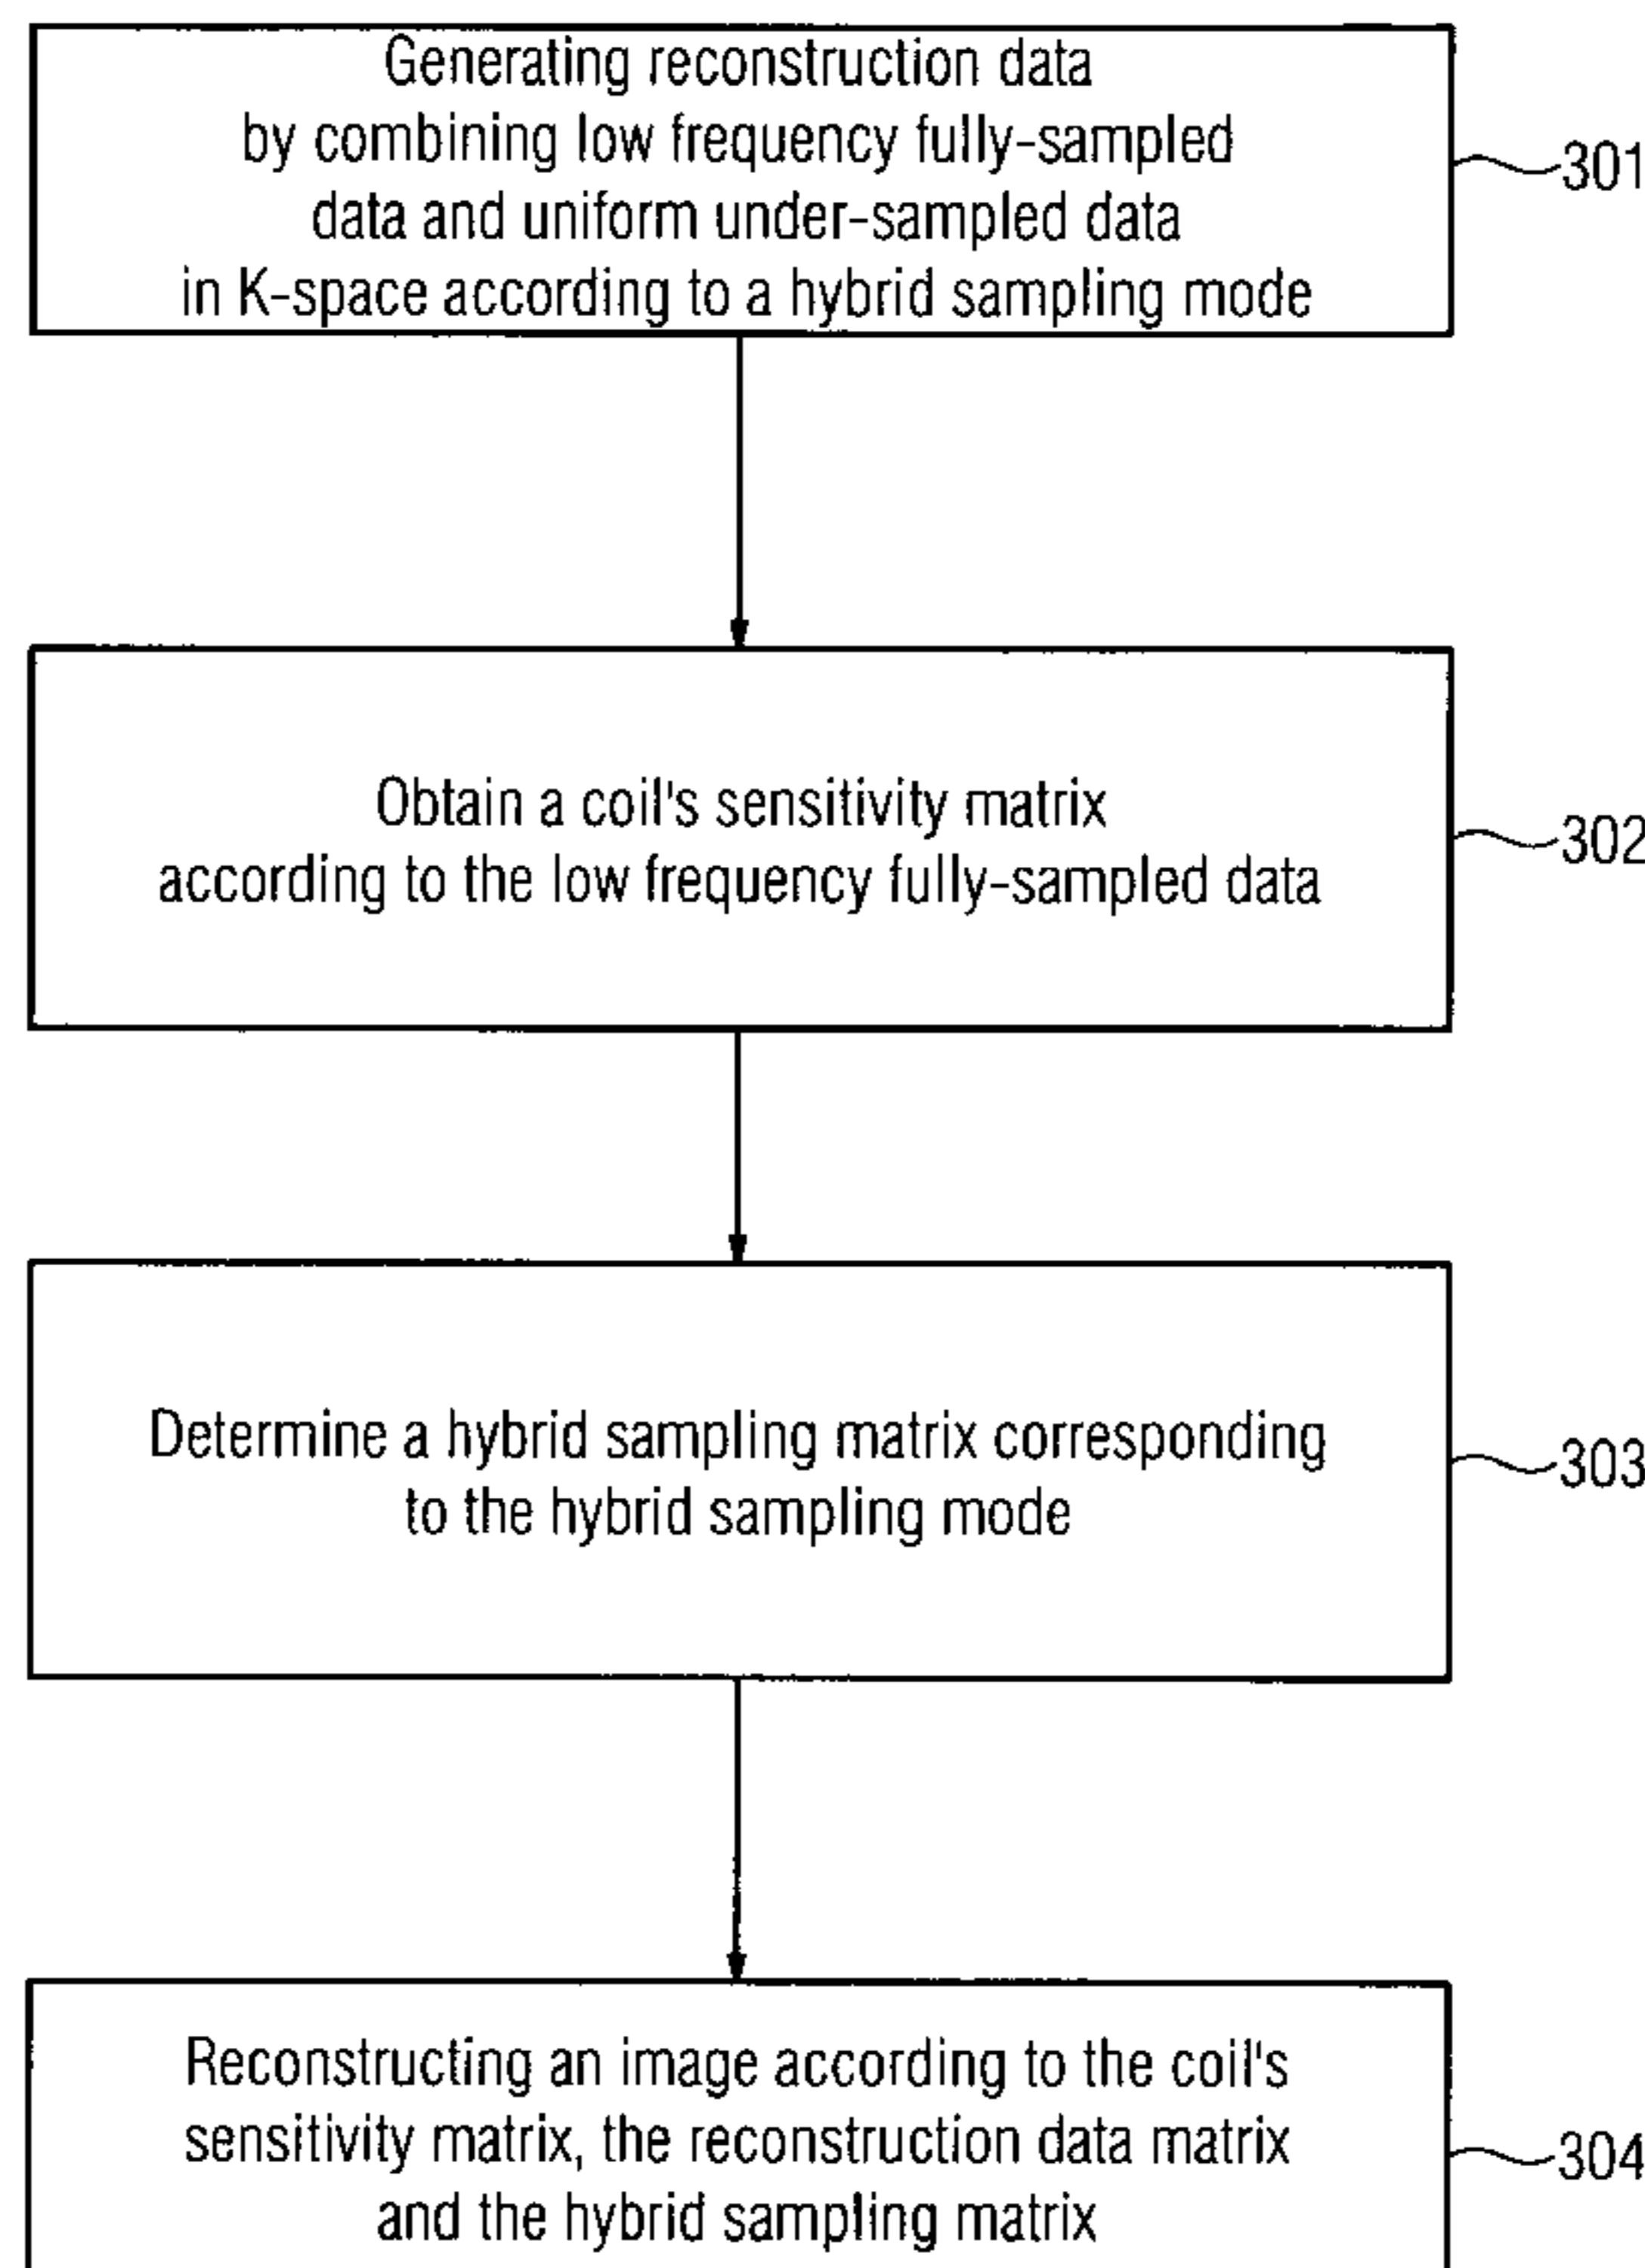 Generating reconstruction data
by combining low frequency fully-sampled
data and uniform under-sampled data
in K-space according to a hybrid sampling mode
301
Obtain a coil's sensitivity matrix
according to the low frequency fully-sampled data
302
Determine a hybrid sampling matrix corresponding
to the hybrid sampling mode
303
Reconstructing an image according to the coil's
sensitivity matrix, the reconstruction data matrix
and the hybrid sampling matrix
304